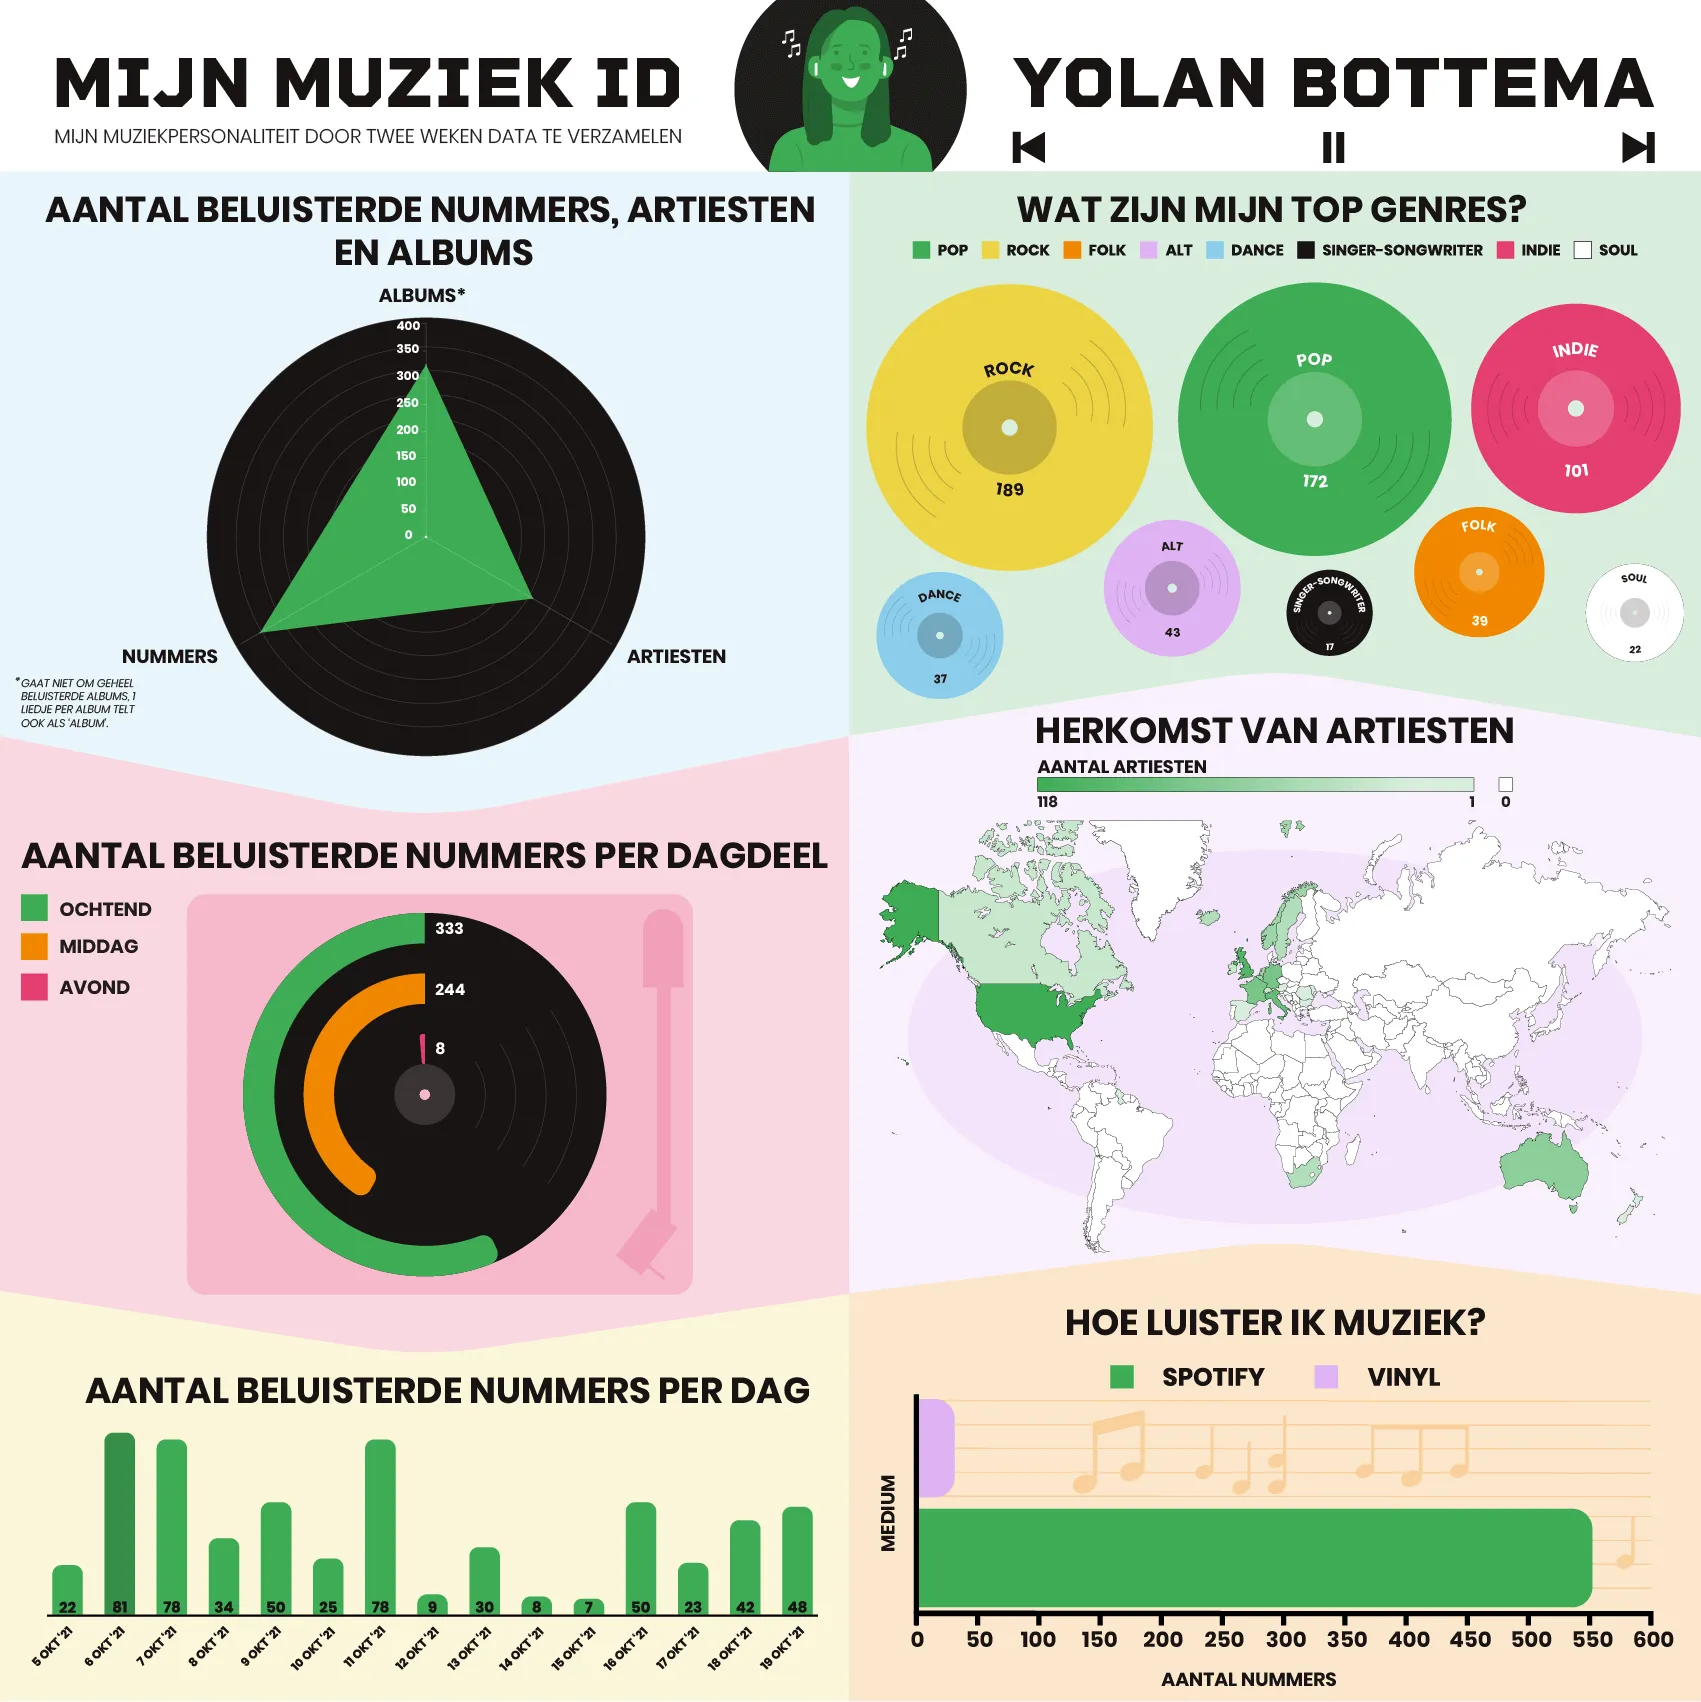 MIJN MUZIEK ID
MIJN MUZIEKPERSONALITEIT DOOR TWEE WEKEN DATA TE VERZAMELEN
YOLAN BOTTEMA
AANTAL BELUISTERDE NUMMERS, ARTIESTEN
EN ALBUMS
ALBUMS*
400
350
300
250
200
150
100
50
0
NUMMERS
ARTIESTEN
*GAAT NIET OM GEHEEL
BELUISTERDE ALBUMS, 1
LIEDJE PER ALBUM TELT
OOK ALS 'ALBUM'.
WAT ZIJN MIJN TOP GENRES?
POP ROCK FOLK ALT DANCE SINGER-SONGWRITER INDIE SOUL
ROCK
189
POP
172
INDIE
101
DANCE
37
ALT
43
SINGER-SONGWRITER
17
FOLK
39
SOUL
22
AANTAL BELUISTERDE NUMMERS PER DAGDEEL
OCHTEND
MIDDAG
AVOND
333
244
8
HERKOMST VAN ARTIESTEN
AANTAL ARTIESTEN
118 1 0
AANTAL BELUISTERDE NUMMERS PER DAG
22 81 78 34 50 25 78 9 30 8 7 50 23 42 48
5 OKT '21 6 OKT '21 7 OKT '21 8 OKT '21 9 OKT '21 10 OKT '21 11 OKT '21 12 OKT '21 13 OKT '21 14 OKT '21 15 OKT '21 16 OKT '21 17 OKT '21 18 OKT '21 19 OKT '21
HOE LUISTER IK MUZIEK?
SPOTIFY VINYL
MEDIUM
0 50 100 150 200 250 300 350 400 450 500 550 600
AANTAL NUMMERS